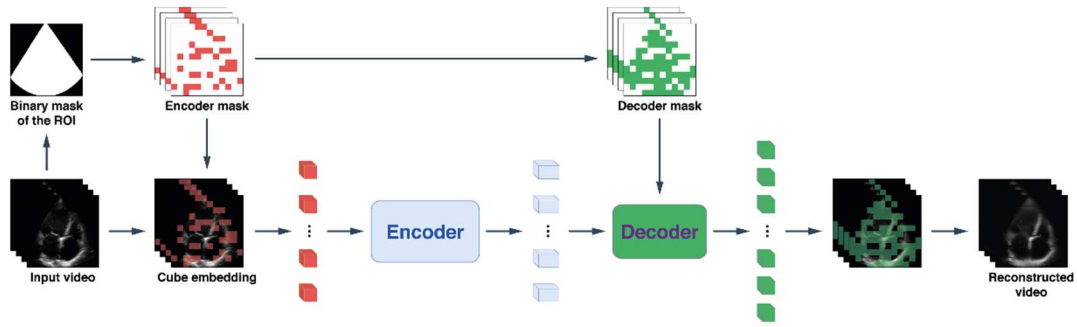 Binary mask
of the ROI
Encoder mask
Decoder mask
Input video
Cube embedding
Encoder
Decoder
Reconstructed
video